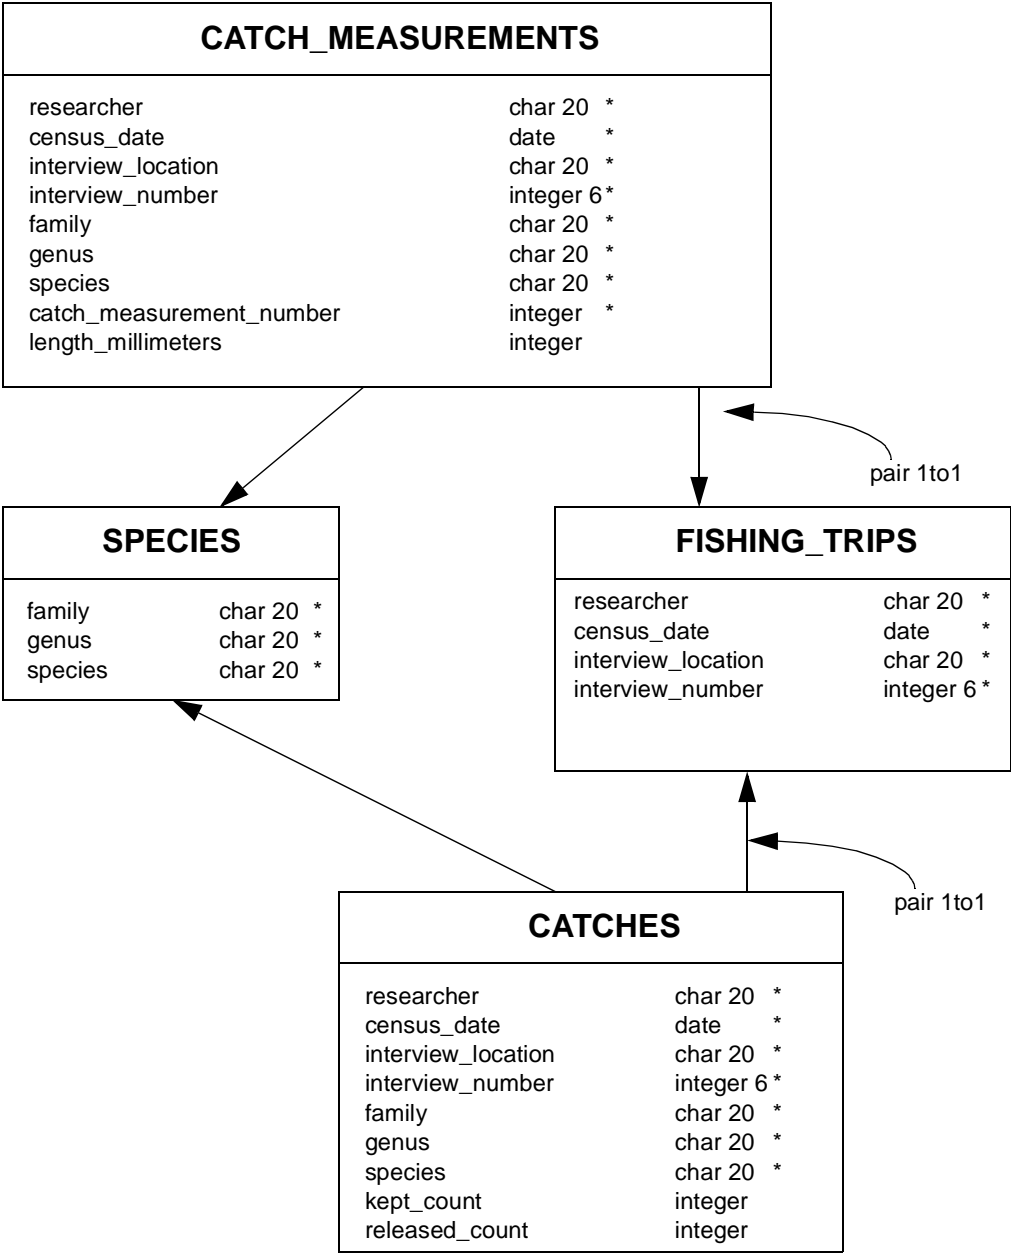 CATCH_MEASUREMENTS
researcher char 20 *
census_date date *
interview_location char 20 *
interview_number integer 6 *
family char 20 *
genus char 20 *
species char 20 *
catch_measurement_number integer *
length_millimeters integer
pair 1to1
SPECIES
family char 20 *
genus char 20 *
species char 20 *
FISHING_TRIPS
researcher char 20 *
census_date date *
interview_location char 20 *
interview_number integer 6 *
pair 1to1
CATCHES
researcher char 20 *
census_date date *
interview_location char 20 *
interview_number integer 6 *
family char 20 *
genus char 20 *
species char 20 *
kept_count integer
released_count integer